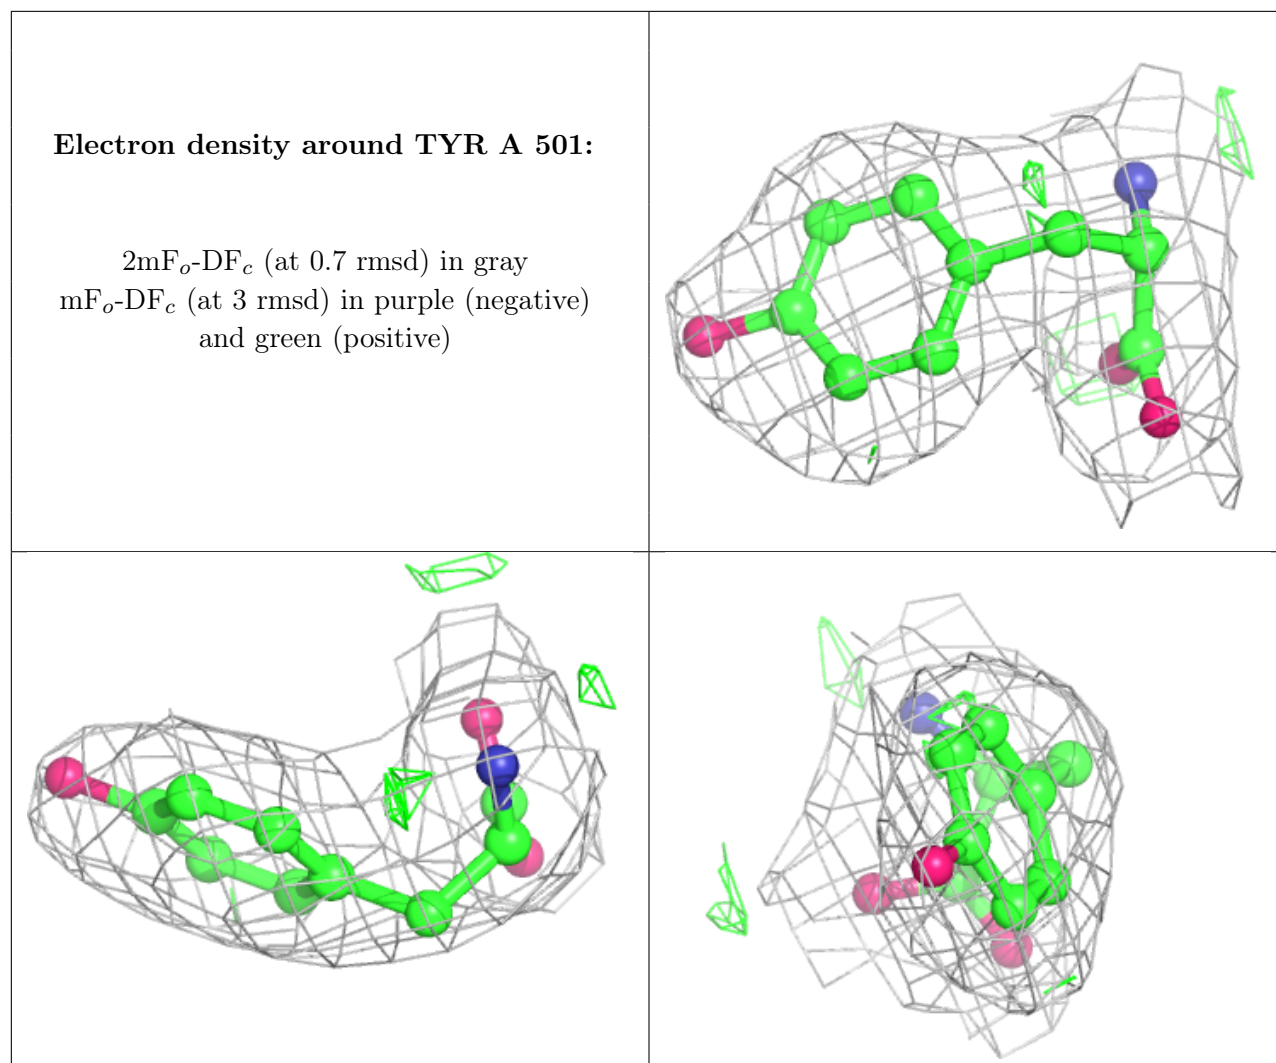 Electron density around TYR A 501:
2mFₒ-DF𝒸 (at 0.7 rmsd) in gray
mFₒ-DF𝒸 (at 3 rmsd) in purple (negative)
and green (positive)